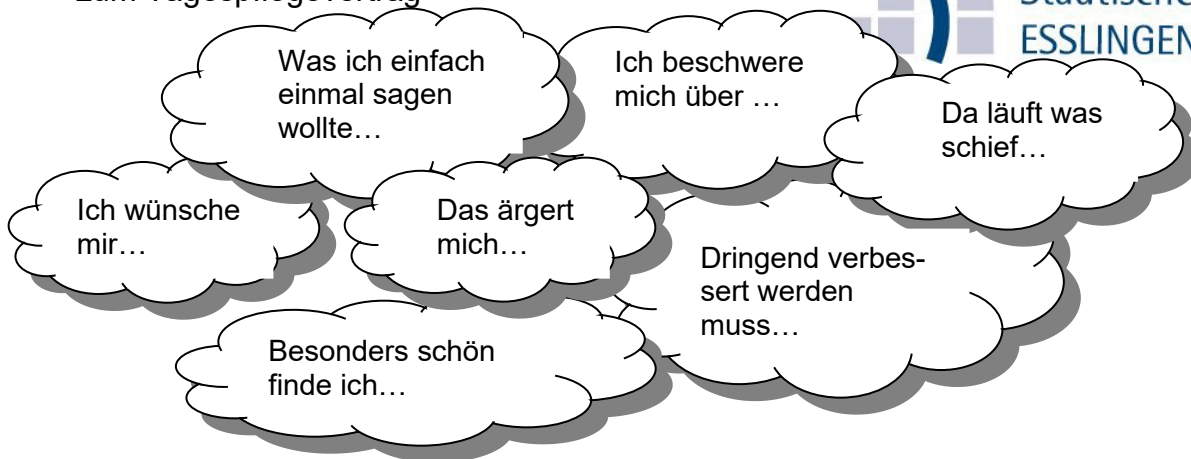 zum Tagespflegevertrag
ESSLINGEN
Was ich einfach
einmal sagen
wollte…
Ich beschwere
mich über …
Da läuft was
schief…
Ich wünsche
mir…
Das ärgert
mich…
Dringend verbes-
sert werden
muss…
Besonders schön
finde ich…